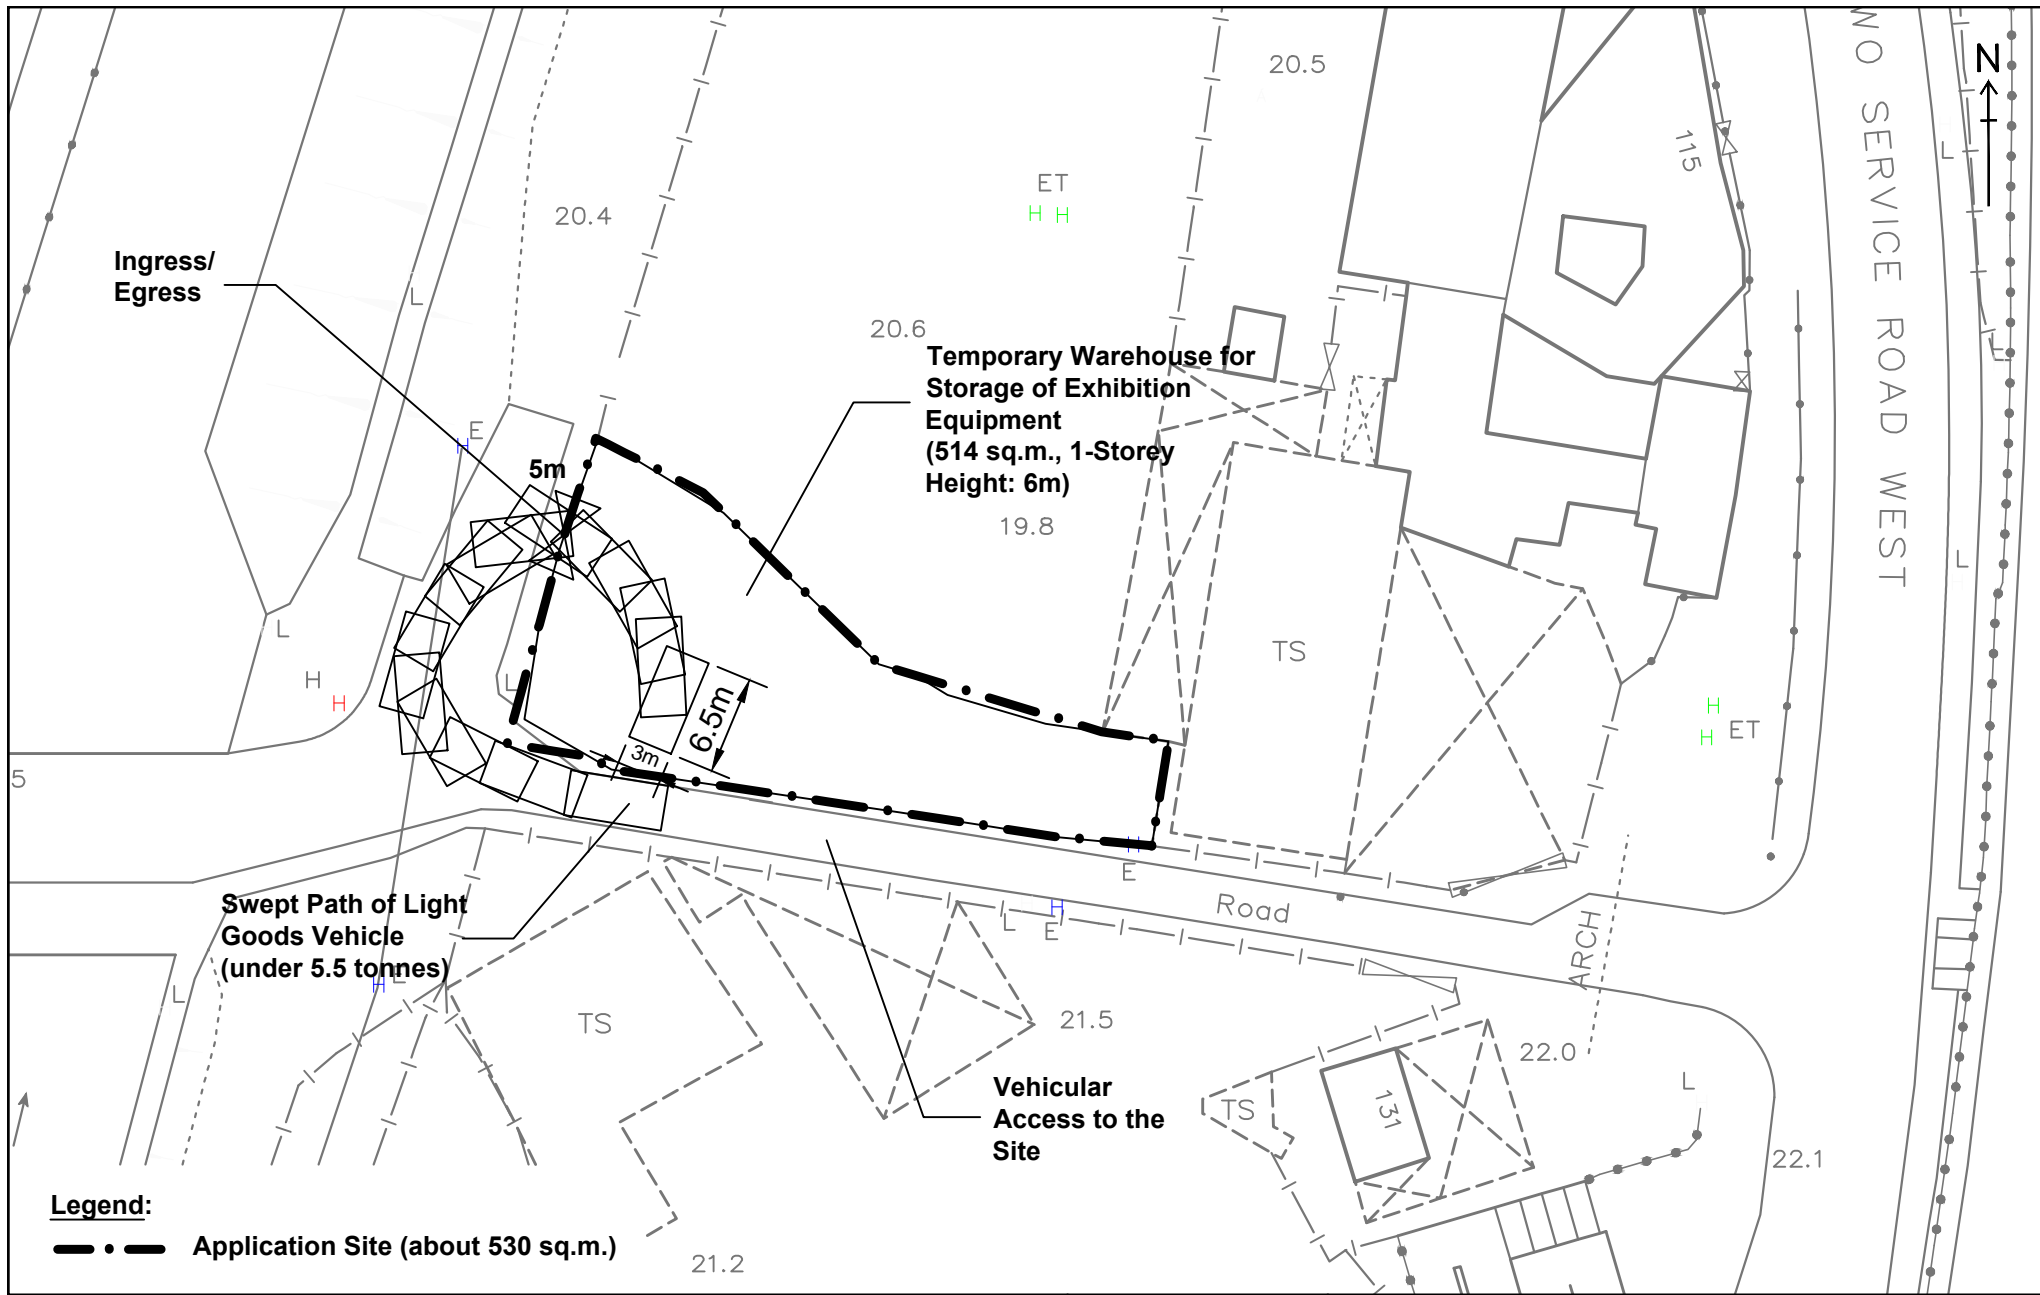 N
20.5
WO SERVICE ROAD WEST
L
115
ET
H H
20.4
Ingress/
Egress
L
20.6
Temporary Warehouse for
Storage of Exhibition
Equipment
(514 sq.m., 1-Storey
Height: 6m)
L
E
H
5m
19.8
L
L
TS
H
H
L
6.5m
3m
H
H
ET
5
H
E
Swept Path of Light
Goods Vehicle
(under 5.5 tonnes)
Road
H
L
E
ARCH
E
H
L
TS
21.5
22.0
Vehicular
Access to the
Site
TS
131
L
22.1
Legend:
Application Site (about 530 sq.m.)
21.2